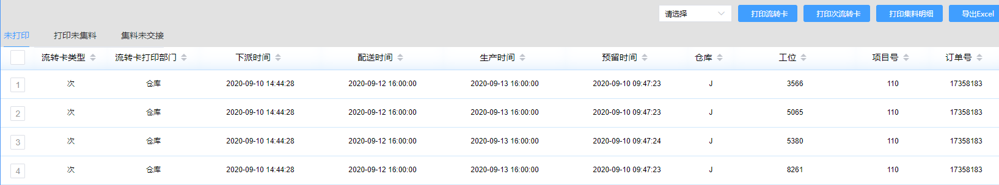 请选择 打印流转卡 打印次流转卡 打印集料明细 导出Excel
未打印 打印未集料 集料未交接
流转卡类型 流转卡打印部门 下派时间 配送时间 生产时间 预留时间 仓库 工位 项目号 订单号
1 次 仓库 2020-09-10 14:44:28 2020-09-12 16:00:00 2020-09-13 16:00:00 2020-09-10 09:47:23 J 3566 110 17358183
2 次 仓库 2020-09-10 14:44:28 2020-09-12 16:00:00 2020-09-13 16:00:00 2020-09-10 09:47:23 J 5065 110 17358183
3 次 仓库 2020-09-10 14:44:28 2020-09-12 16:00:00 2020-09-13 16:00:00 2020-09-10 09:47:24 J 5380 110 17358183
4 次 仓库 2020-09-10 14:44:28 2020-09-12 16:00:00 2020-09-13 16:00:00 2020-09-10 09:47:23 J 8261 110 17358183